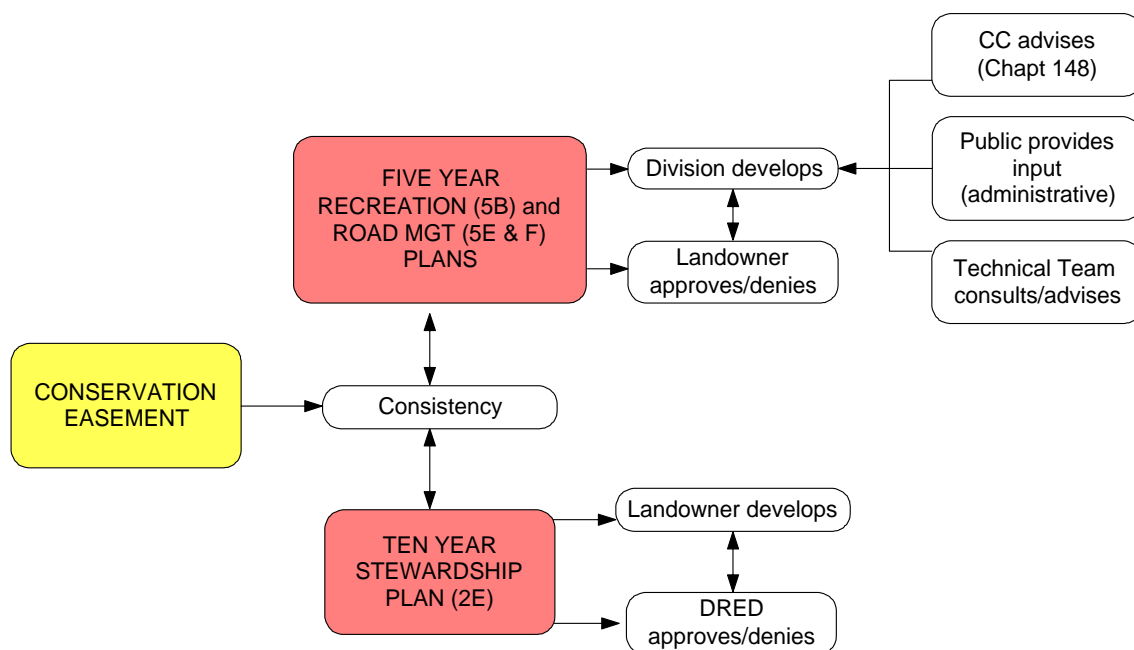 CC advises
(Chapt 148)
FIVE YEAR
RECREATION (5B) and
ROAD MGT (5E & F)
PLANS
Division develops
Public provides
input
(administrative)
Landowner
approves/denies
Technical Team
consults/advises
CONSERVATION
EASEMENT
Consistency
TEN YEAR
STEWARDSHIP
PLAN (2E)
Landowner develops
DRED
approves/denies